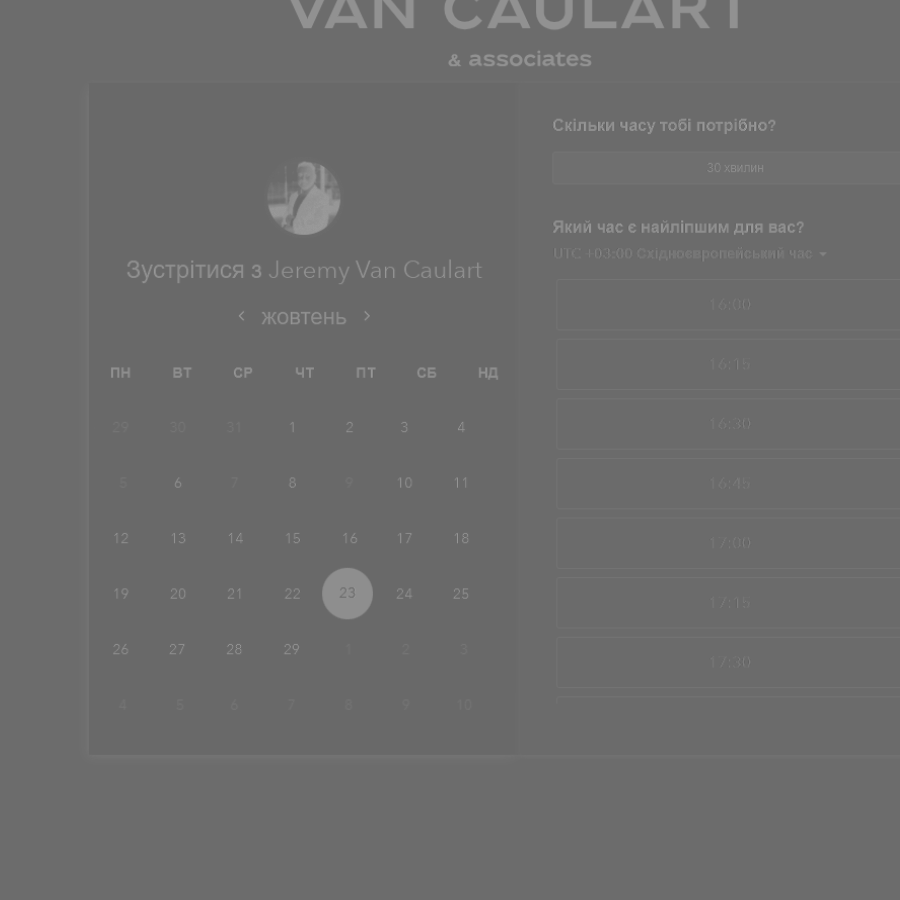 VAN CAULART
& associates
Зустрітися з Jeremy Van Caulart
< жовтень >
ПН ВТ СР ЧТ ПТ СБ НД
29 30 31 1 2 3 4
5 6 7 8 9 10 11
12 13 14 15 16 17 18
19 20 21 22 23 24 25
26 27 28 29 1 2 3
4 5 6 7 8 9 10
Скільки часу тобі потрібно?
30 хвилин
Який час є найліпшим для вас?
UTC +03:00 Східноєвропейський час
16:00
16:15
16:30
16:45
17:00
17:15
17:30